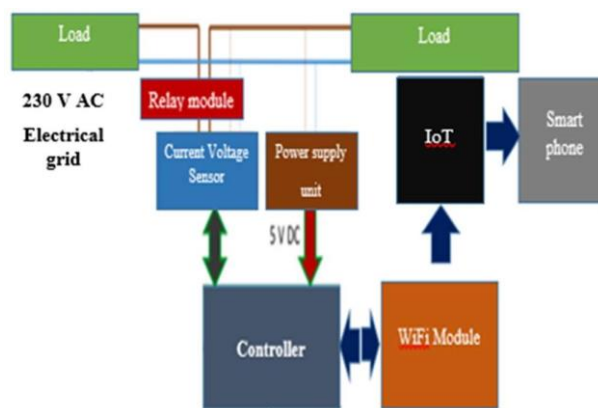 Load
Load
230 V AC
Electrical
grid
Relay module
Current Voltage
Sensor
Power supply
unit
IoT
Smart
phone
5 V DC
Controller
WiFi Module